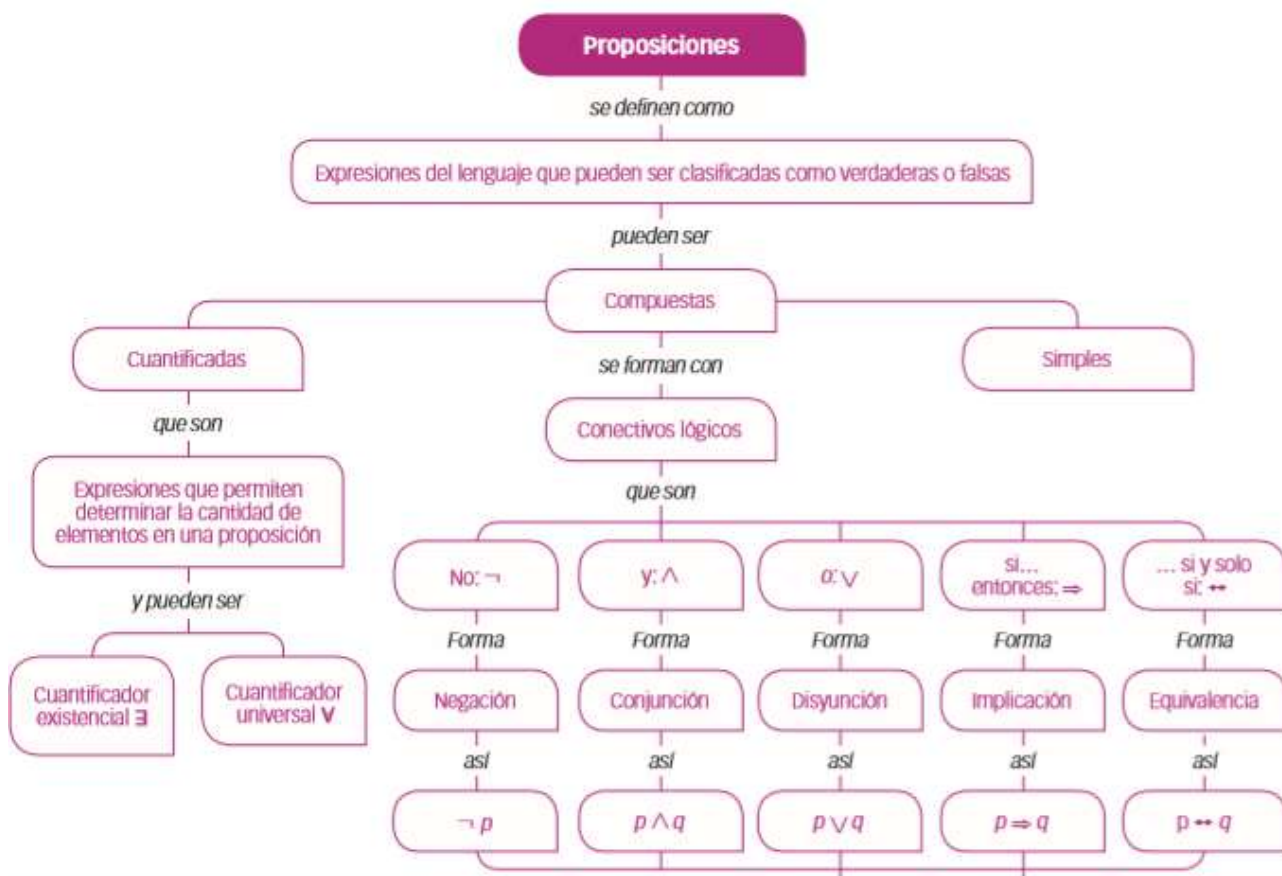 Proposiciones
se definen como
Expresiones del lenguaje que pueden ser clasificadas como verdaderas o falsas
pueden ser
Compuestas
Cuantificadas
se forman con
Simples
que son
Conectivos lógicos
Expresiones que permiten
determinar la cantidad de
elementos en una proposición
que son
No: ¬
y: ∧
o: ∨
si...
entonces: ⇒
... si y solo
si: ↔
y pueden ser
Forma
Forma
Forma
Forma
Forma
Cuantificador
existencial ∃
Cuantificador
universal ∀
Negación
Conjunción
Disyunción
Implicación
Equivalencia
así
así
así
así
así
¬ p
p ∧ q
p ∨ q
p ⇒ q
p ↔ q